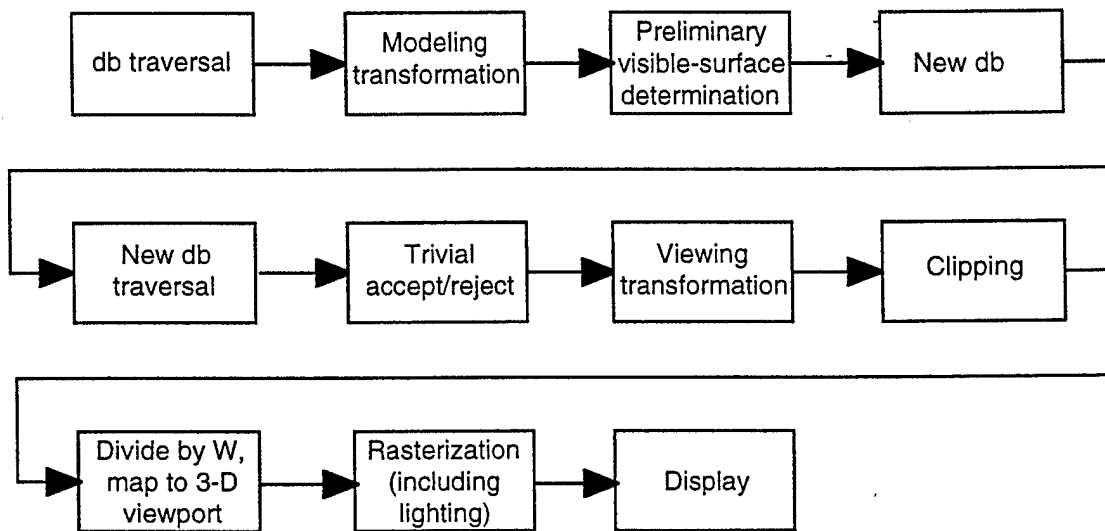 db traversal
Modeling
transformation
Preliminary
visible-surface
determination
New db
New db
traversal
Trivial
accept/reject
Viewing
transformation
Clipping
Divide by W,
map to 3-D
viewport
Rasterization
(including
lighting)
Display